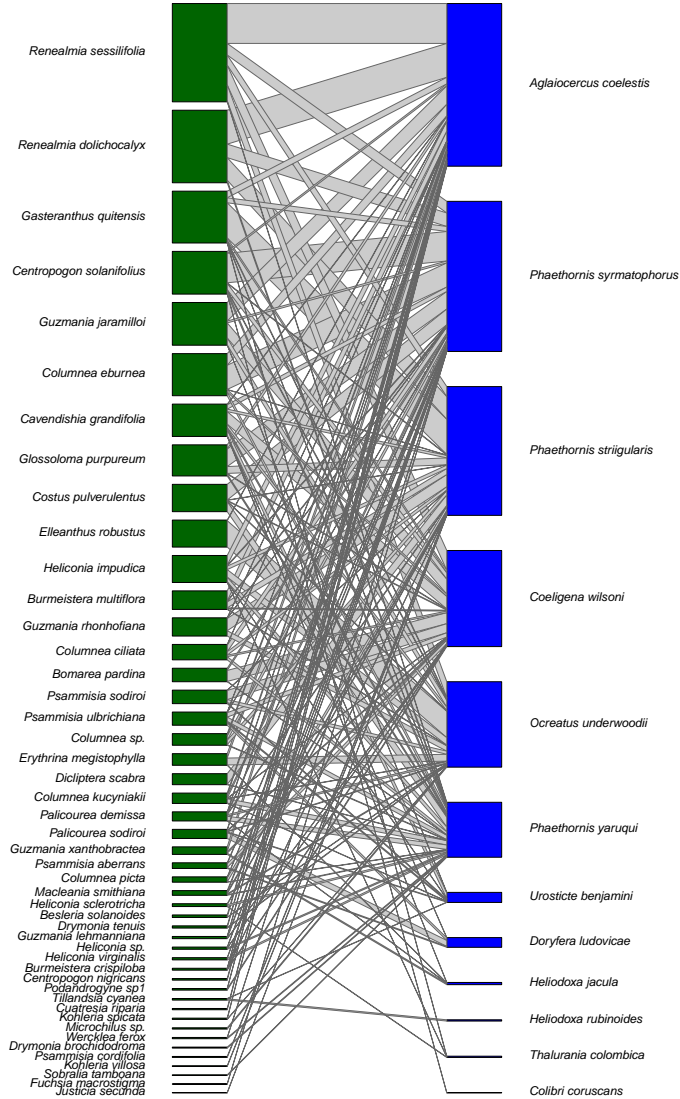 Renealmia sessilifolia
Renealmia dolichocalyx
Gasteranthus quitensis
Centropogon solanifolius
Guzmania jaramilloi
Columnea eburnea
Cavendishia grandifolia
Glossoloma purpureum
Costus pulverulentus
Elleanthus robustus
Heliconia impudica
Burmeistera multiflora
Guzmania rhonhofiana
Columnea ciliata
Bomarea pardina
Psammisia sodiroi
Psammisia ulbrichiana
Columnea sp.
Erythrina megistophylla
Dicliptera scabra
Columnea kucyniakii
Palicourea demissa
Palicourea sodiroi
Guzmania xanthobractea
Psammisia aberrans
Columnea picta
Macleania smithiana
Heliconia sclerotricha
Besleria solanoides
Drymonia tenuis
Guzmania lehmanniana
Heliconia sp.
Heliconia virginalis
Burmeistera crispiloba
Centropogon nigricans
Podandrogyne sp1
Tillandsia cyanea
Cuatresia riparia
Kohleria spicata
Microchilus sp.
Wercklea ferox
Drymonia brochidodroma
Psammisia cordifolia
Kohleria villosa
Sobralia tamboana
Fuchsia macrostigma
Justicia secunda
Aglaiocercus coelestis
Phaethornis syrmatophorus
Phaethornis striigularis
Coeligena wilsoni
Ocreatus underwoodii
Phaethornis yaruqui
Urosticte benjamini
Doryfera ludovicae
Heliodoxa jacula
Heliodoxa rubinoides
Thalurania colombica
Colibri coruscans